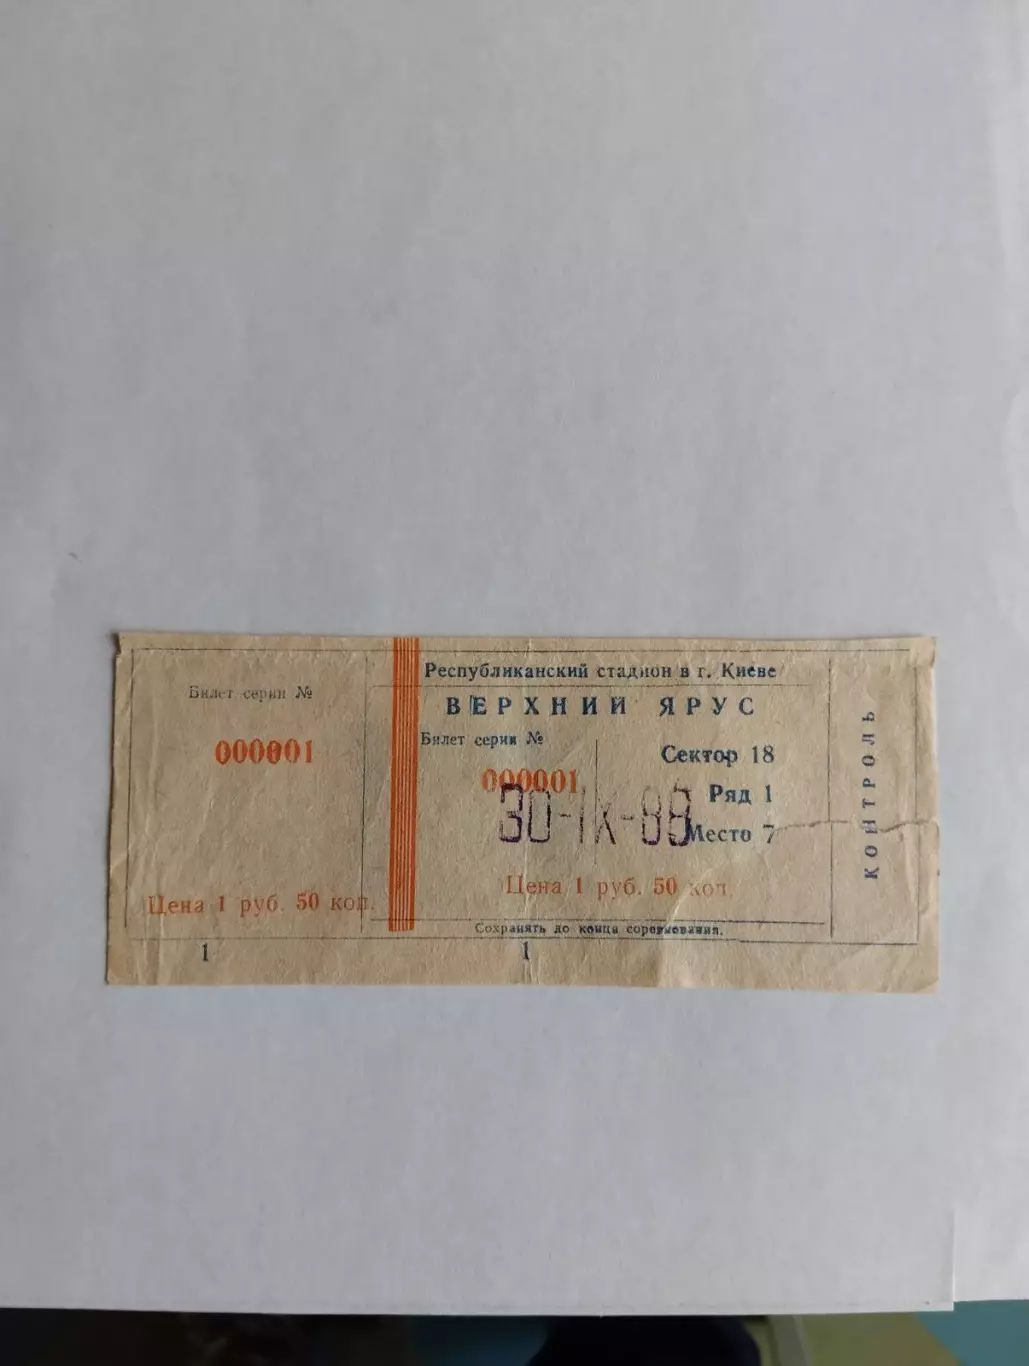 Билет серии №
000001
Цена 1 руб. 50 коп.
1
Республиканский стадион в г. Киеве
ВЕРХНИЙ ЯРУС
Билет серии №
000001
Сектор 18
Ряд 1
Место 7
30-IX-88
Цена 1 руб. 50 коп.
Сохранять до конца соревнования.
1
КОНТРОЛЬ